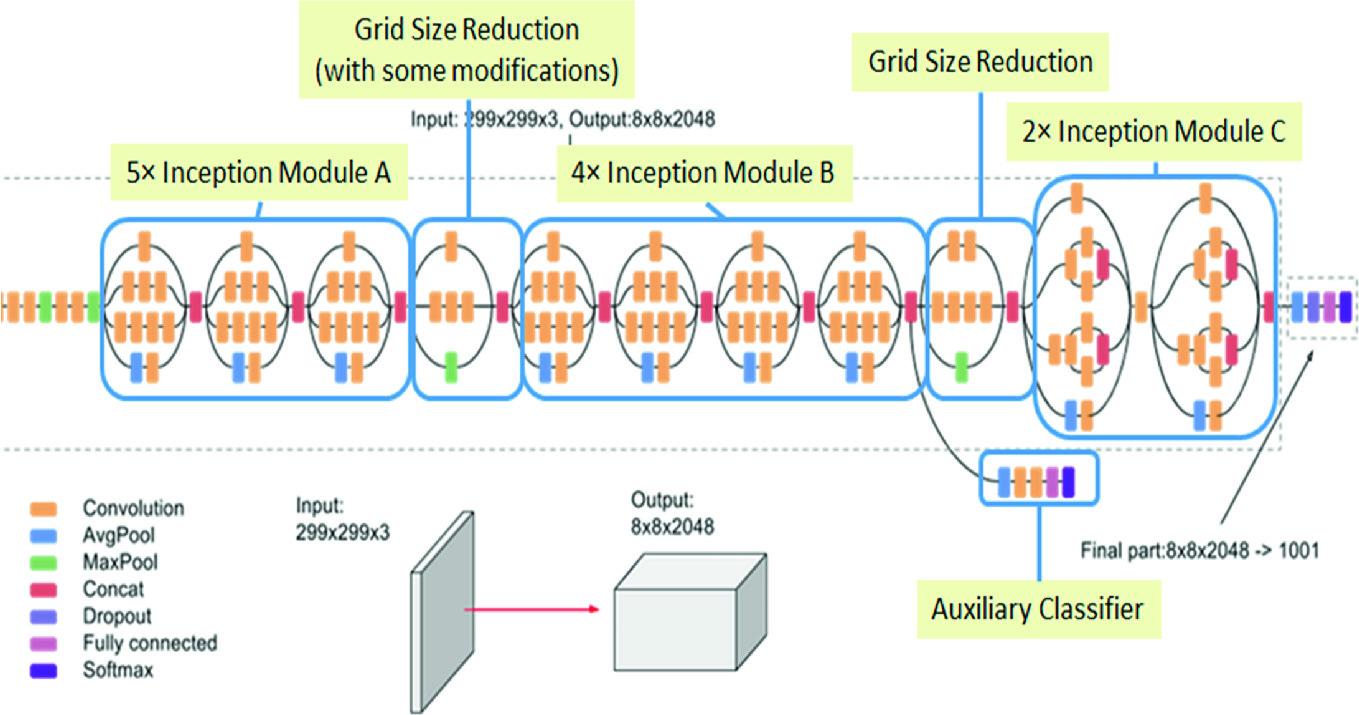 Grid Size Reduction
(with some modifications)
Grid Size Reduction
Input: 299x299x3, Output:8x8x2048
2× Inception Module C
5× Inception Module A
4× Inception Module B
Convolution
AvgPool
MaxPool
Concat
Dropout
Fully connected
Softmax
Input:
299x299x3
Output:
8x8x2048
Final part:8x8x2048 -> 1001
Auxiliary Classifier